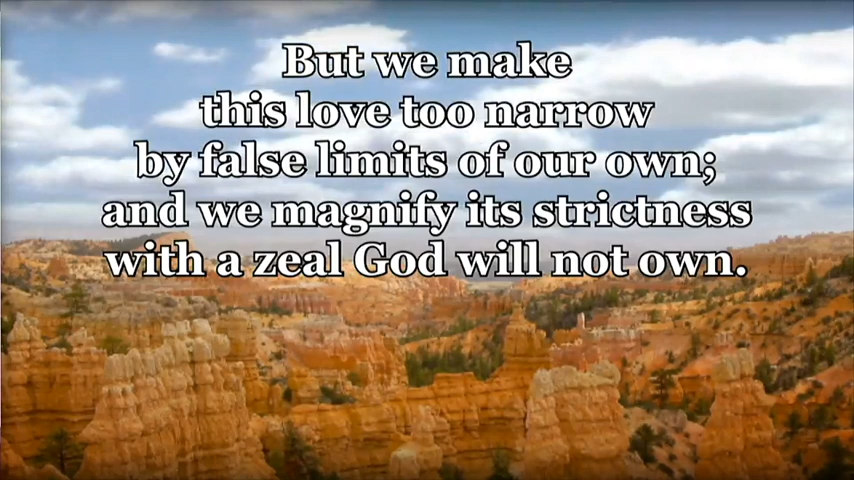 But we make
this love too narrow
by false limits of our own;
and we magnify its strictness
with a zeal God will not own.